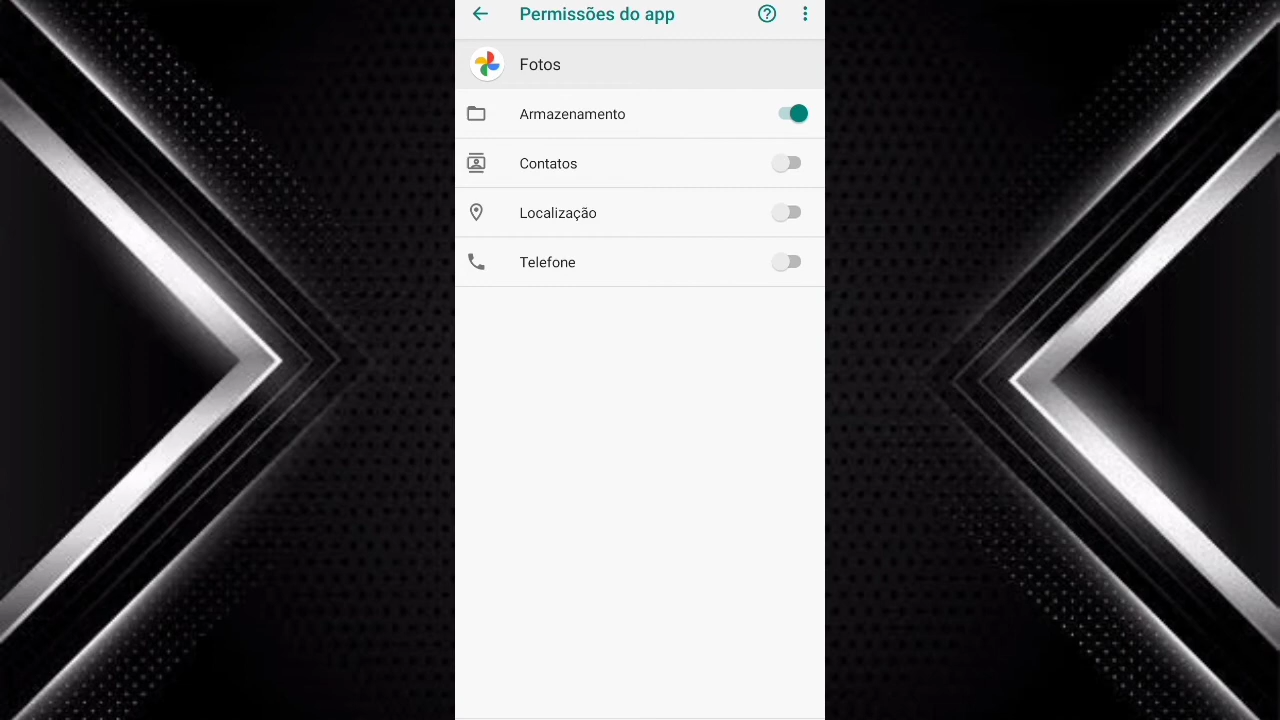 Permissões do app
Fotos
Armazenamento
Contatos
Localização
Telefone